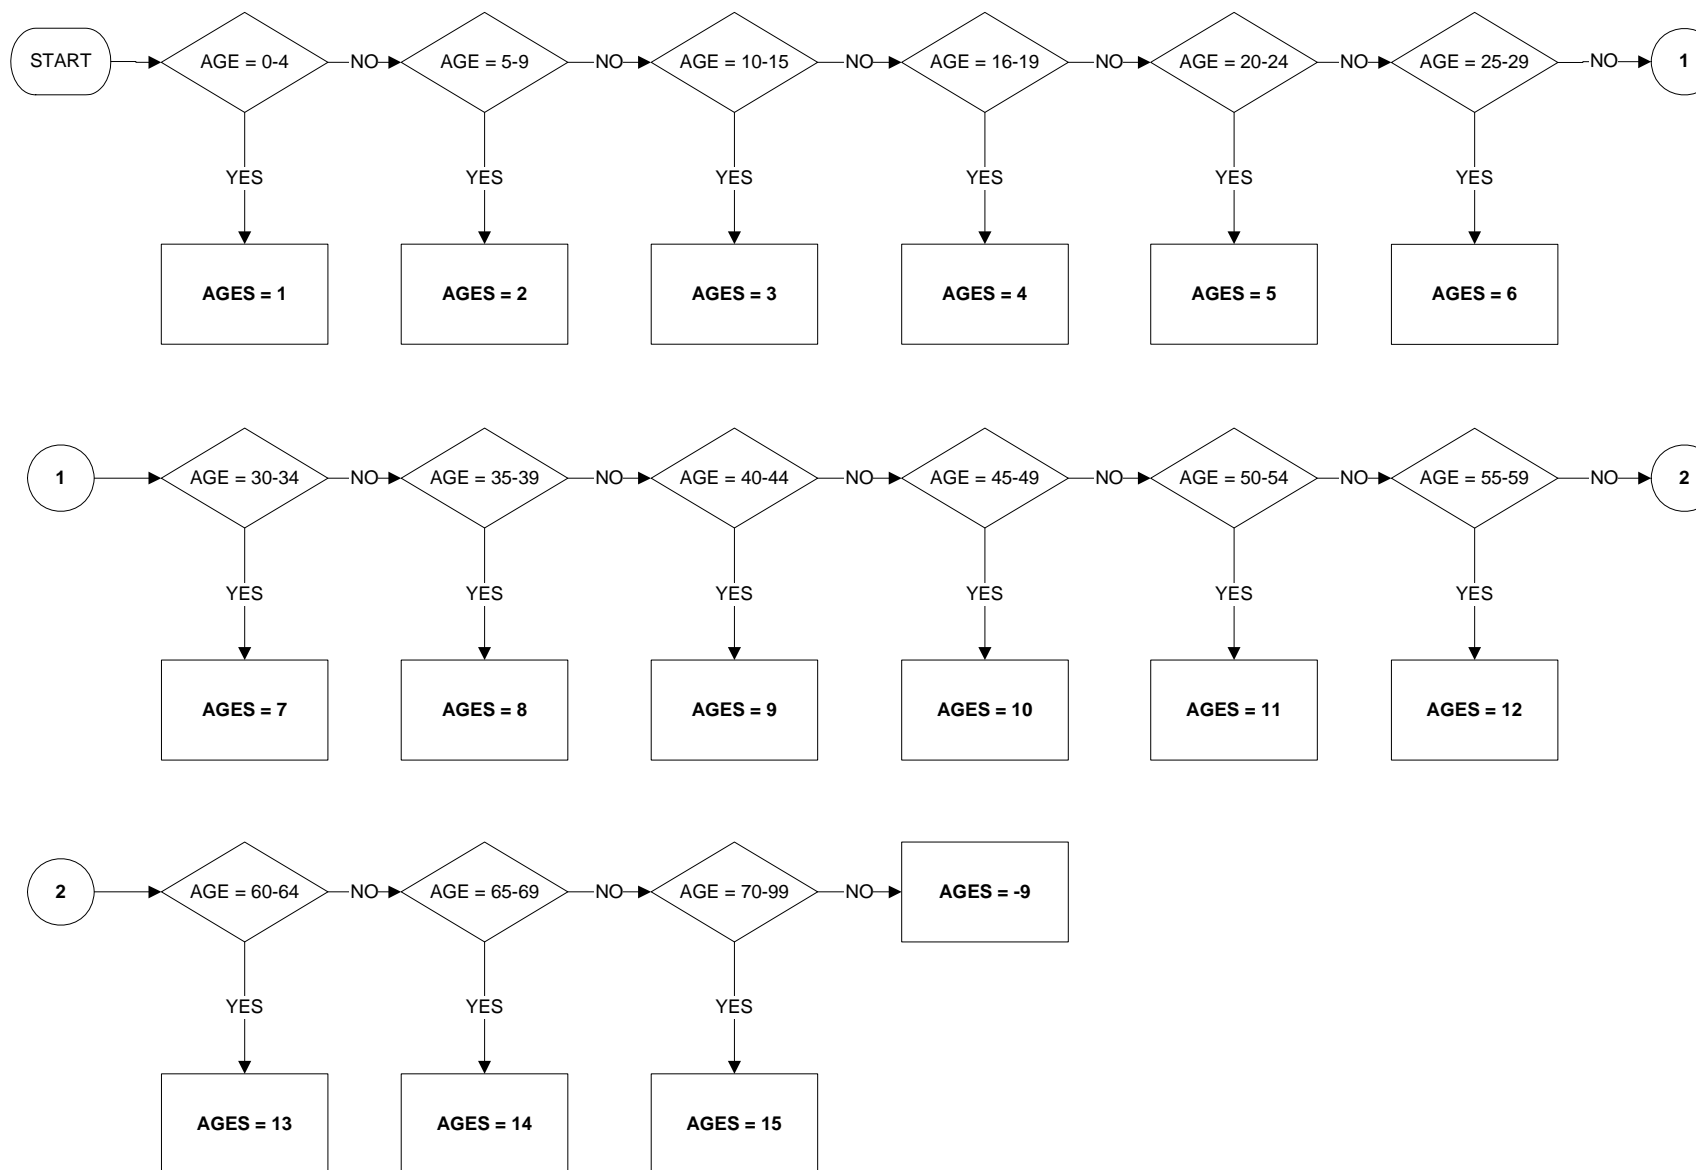 START
AGE = 0-4
NO
AGE = 5-9
NO
AGE = 10-15
NO
AGE = 16-19
NO
AGE = 20-24
NO
AGE = 25-29
NO
1
YES
YES
YES
YES
YES
YES
AGES = 1
AGES = 2
AGES = 3
AGES = 4
AGES = 5
AGES = 6
1
AGE = 30-34
NO
AGE = 35-39
NO
AGE = 40-44
NO
AGE = 45-49
NO
AGE = 50-54
NO
AGE = 55-59
NO
2
YES
YES
YES
YES
YES
YES
AGES = 7
AGES = 8
AGES = 9
AGES = 10
AGES = 11
AGES = 12
2
AGE = 60-64
NO
AGE = 65-69
NO
AGE = 70-99
NO
AGES = -9
YES
YES
YES
AGES = 13
AGES = 14
AGES = 15